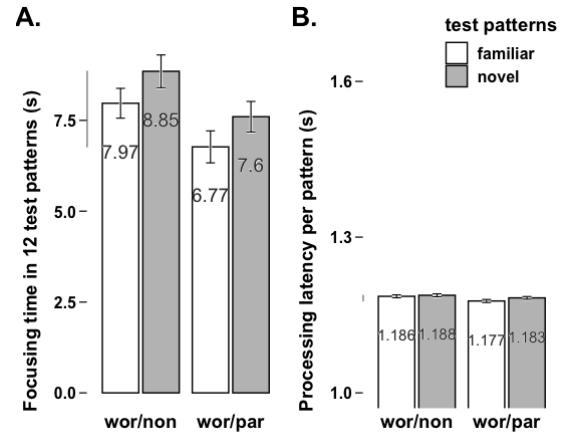 A.
Focusing time in 12 test patterns (s)
7.5
5.0
2.5
0.0
7.97
8.85
6.77
7.6
wor/non
wor/par
B.
test patterns
familiar
novel
Processing latency per pattern (s)
1.6
1.3
1.0
1.186
1.188
1.177
1.183
wor/non
wor/par